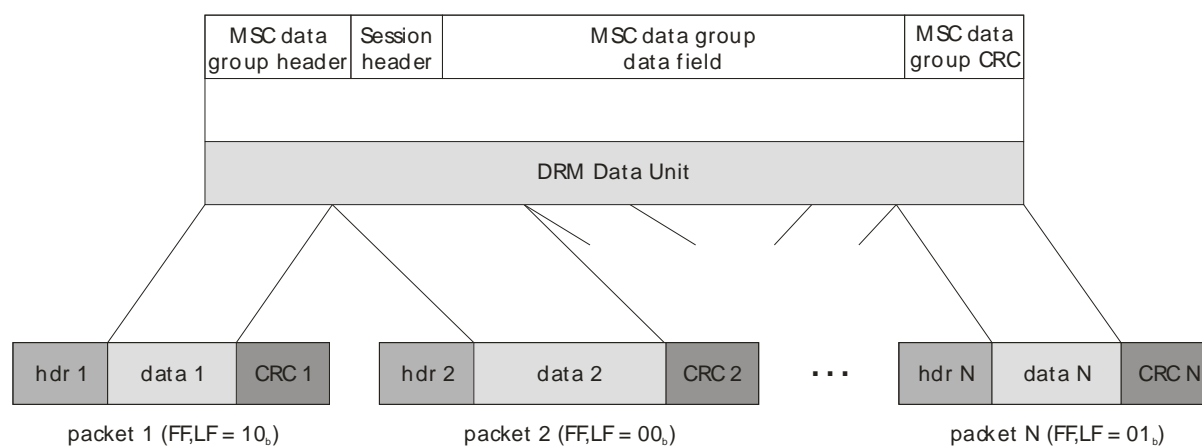 MSC data
group header
Session
header
MSC data group
data field
MSC data
group CRC
DRM Data Unit
hdr 1
data 1
CRC 1
hdr 2
data 2
CRC 2
...
hdr N
data N
CRC N
packet 1 (FF,LF = 10b)
packet 2 (FF,LF = 00b)
packet N (FF,LF = 01b)